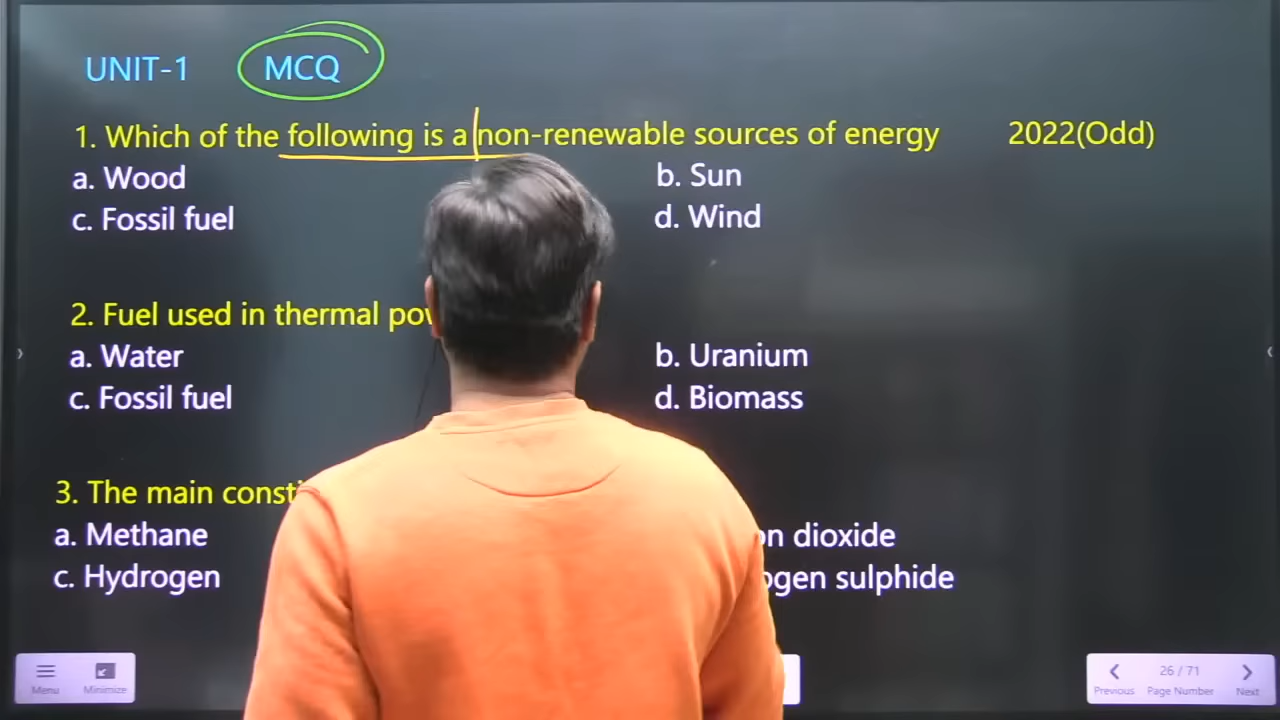 UNIT-1 MCQ
1. Which of the following is a non-renewable sources of energy 2022(Odd)
a. Wood b. Sun
c. Fossil fuel d. Wind
2. Fuel used in thermal
a. Water b. Uranium
c. Fossil fuel d. Biomass
3. The main
a. Methane dioxide
c. Hydrogen sulphide
Menu Minimize
26 / 71
Previous Page Number Next